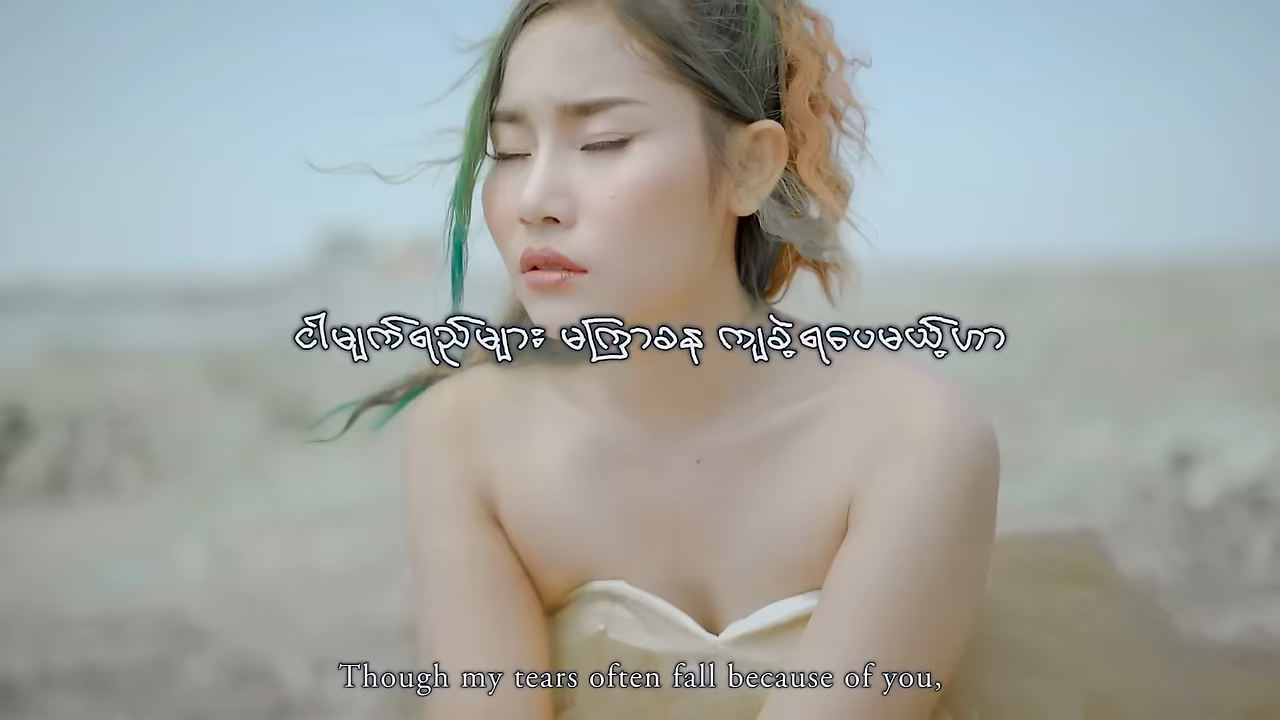 ငါမျက်ရည်များ မကြာခန ကျခဲ့ရပေမယ့်ဟာ
Though my tears often fall because of you,